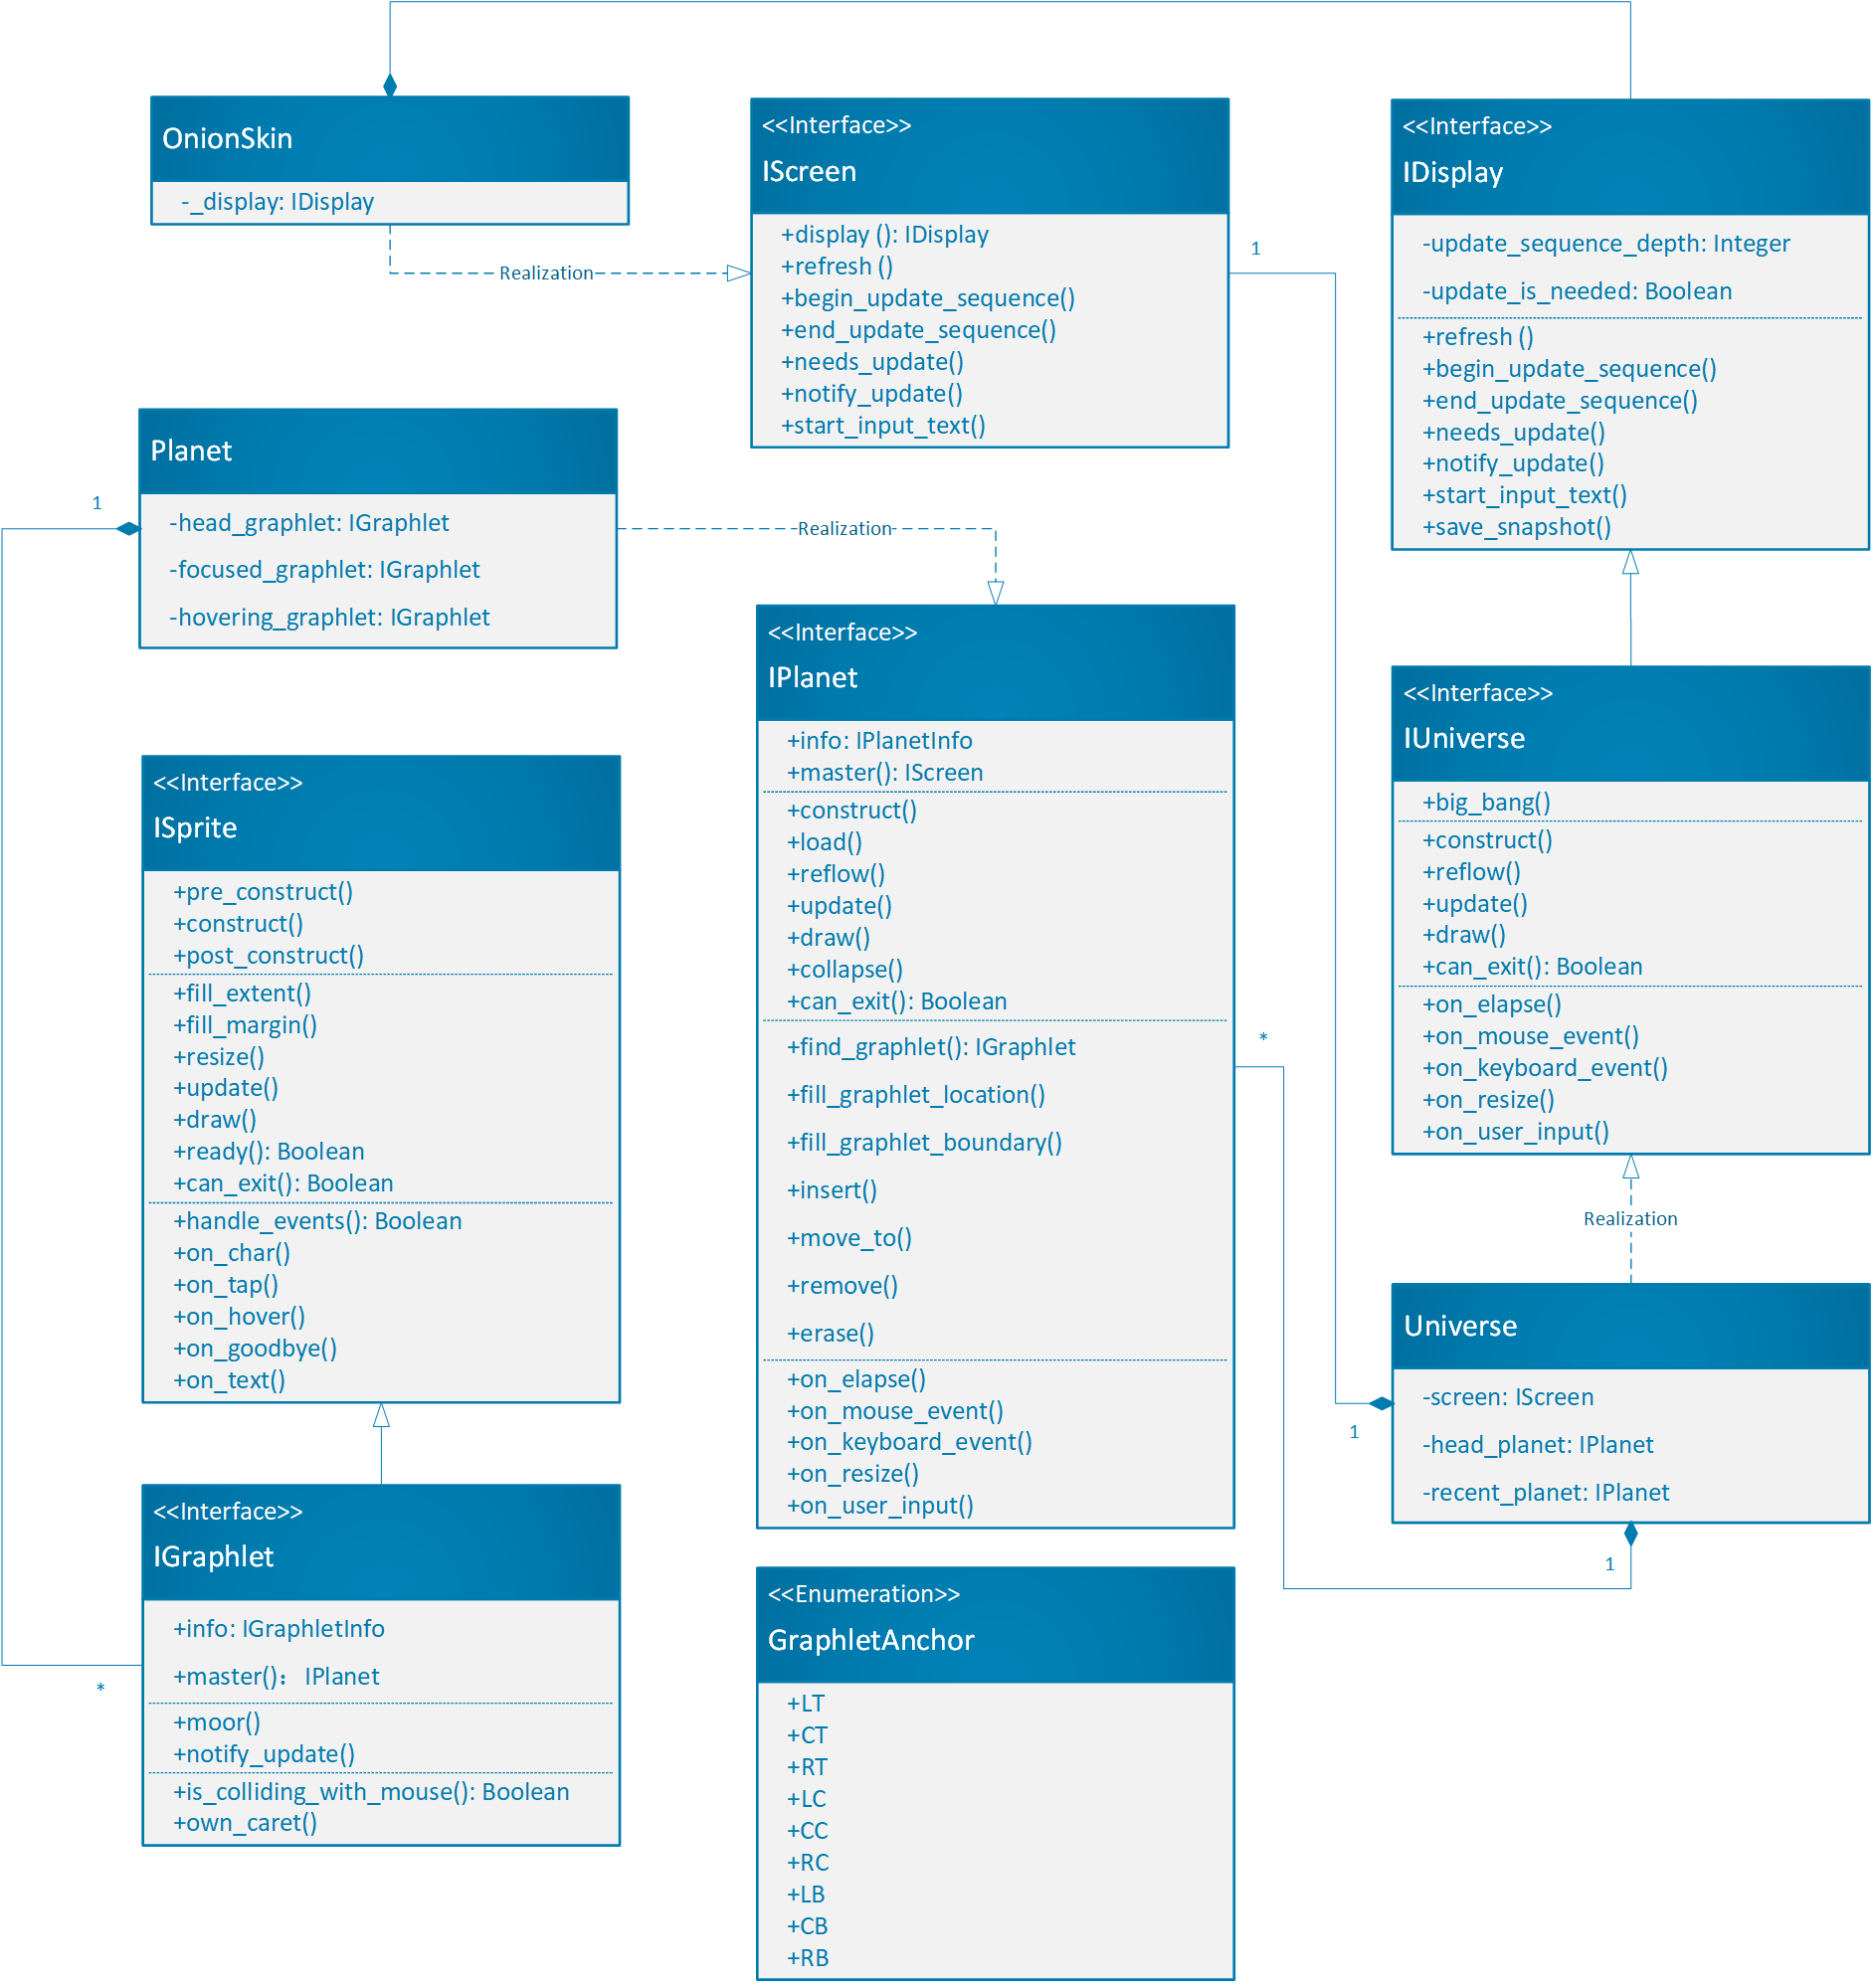 OnionSkin
-_display: IDisplay
<<Interface>>
IScreen
+display (): IDisplay
+refresh ()
+begin_update_sequence()
+end_update_sequence()
+needs_update()
+notify_update()
+start_input_text()
<<Interface>>
IDisplay
-update_sequence_depth: Integer
-update_is_needed: Boolean
+refresh ()
+begin_update_sequence()
+end_update_sequence()
+needs_update()
+notify_update()
+start_input_text()
+save_snapshot()
Realization
1
Planet
-head_graphlet: IGraphlet
-focused_graphlet: IGraphlet
-hovering_graphlet: IGraphlet
1
Realization
<<Interface>>
IPlanet
+info: IPlanetInfo
+master(): IScreen
+construct()
+load()
+reflow()
+update()
+draw()
+collapse()
+can_exit(): Boolean
+find_graphlet(): IGraphlet
+fill_graphlet_location()
+fill_graphlet_boundary()
+insert()
+move_to()
+remove()
+erase()
+on_elapse()
+on_mouse_event()
+on_keyboard_event()
+on_resize()
+on_user_input()
*
<<Interface>>
IUniverse
+big_bang()
+construct()
+reflow()
+update()
+draw()
+can_exit(): Boolean
+on_elapse()
+on_mouse_event()
+on_keyboard_event()
+on_resize()
+on_user_input()
Realization
<<Interface>>
ISprite
+pre_construct()
+construct()
+post_construct()
+fill_extent()
+fill_margin()
+resize()
+update()
+draw()
+ready(): Boolean
+can_exit(): Boolean
+handle_events(): Boolean
+on_char()
+on_tap()
+on_hover()
+on_goodbye()
+on_text()
Universe
-screen: IScreen
-head_planet: IPlanet
-recent_planet: IPlanet
1
1
<<Interface>>
IGraphlet
+info: IGraphletInfo
+master()： IPlanet
+moor()
+notify_update()
+is_colliding_with_mouse(): Boolean
+own_caret()
*
<<Enumeration>>
GraphletAnchor
+LT
+CT
+RT
+LC
+CC
+RC
+LB
+CB
+RB